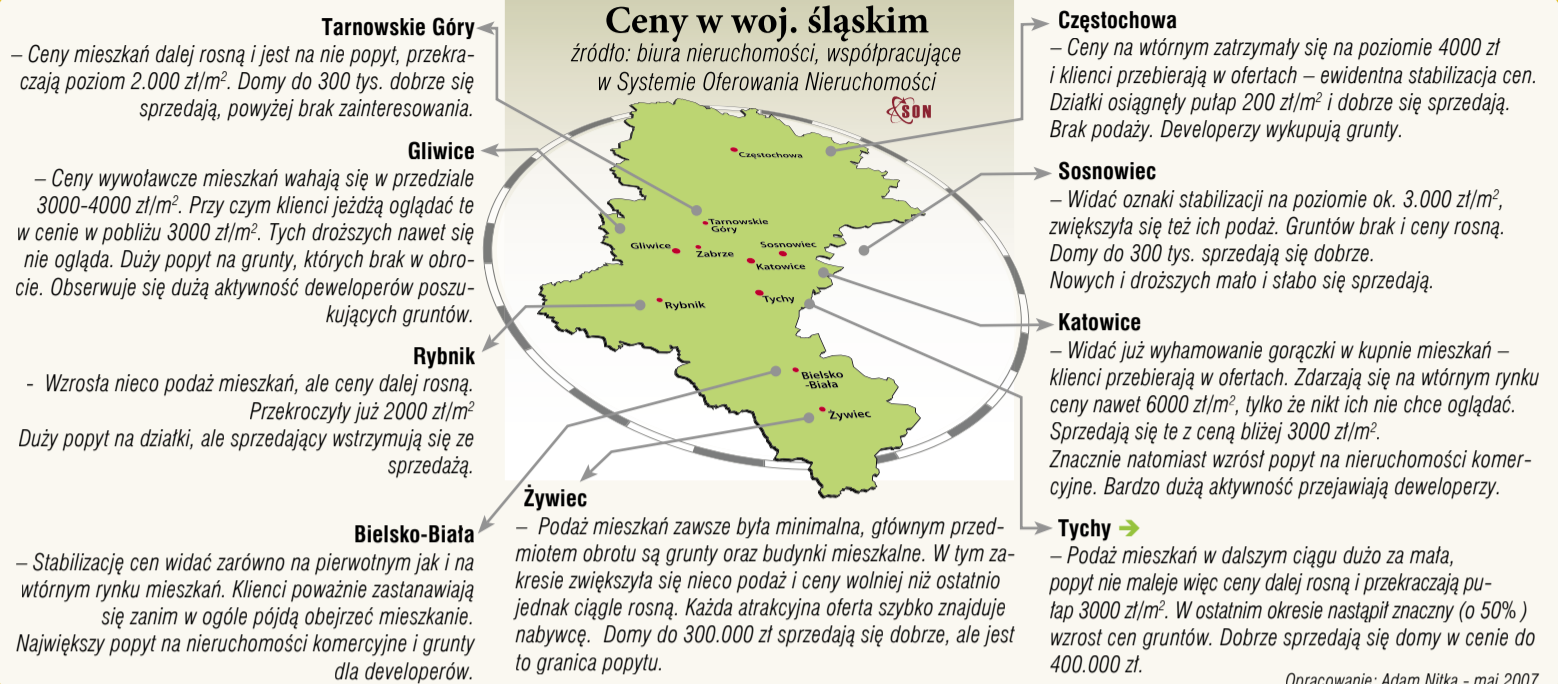 Ceny w woj. śląskim
źródło: biura nieruchomości, współpracujące
w Systemie Oferowania Nieruchomości
SON
Tarnowskie Góry
– Ceny mieszkań dalej rosną i jest na nie popyt, przekra-
czają poziom 2.000 zł/m². Domy do 300 tys. dobrze się
sprzedają, powyżej brak zainteresowania.
Gliwice
– Ceny wywoławcze mieszkań wahają się w przedziale
3000-4000 zł/m². Przy czym klienci jeżdżą oglądać te
w cenie w pobliżu 3000 zł/m². Tych droższych nawet się
nie ogląda. Duży popyt na grunty, których brak w obro-
cie. Obserwuje się dużą aktywność deweloperów poszu-
kujących gruntów.
Rybnik
- Wzrosła nieco podaż mieszkań, ale ceny dalej rosną.
Przekroczyły już 2000 zł/m²
Duży popyt na działki, ale sprzedający wstrzymują się ze
sprzedażą.
Bielsko-Biała
– Stabilizację cen widać zarówno na pierwotnym jak i na
wtórnym rynku mieszkań. Klienci poważnie zastanawiają
się zanim w ogóle pójdą obejrzeć mieszkanie.
Największy popyt na nieruchomości komercyjne i grunty
dla developerów.
Częstochowa
Tarnowskie
Góry
Gliwice
Zabrze
Sosnowiec
Katowice
Rybnik
Tychy
Bielsko
-Biała
Żywiec
Żywiec
– Podaż mieszkań zawsze była minimalna, głównym przed-
miotem obrotu są grunty oraz budynki mieszkalne. W tym za-
kresie zwiększyła się nieco podaż i ceny wolniej niż ostatnio
jednak ciągle rosną. Każda atrakcyjna oferta szybko znajduje
nabywcę. Domy do 300.000 zł sprzedają się dobrze, ale jest
to granica popytu.
Częstochowa
– Ceny na wtórnym zatrzymały się na poziomie 4000 zł
i klienci przebierają w ofertach – ewidentna stabilizacja cen.
Działki osiągnęty pułap 200 zł/m² i dobrze się sprzedają.
Brak podaży. Developerzy wykupują grunty.
Sosnowiec
– Widać oznaki stabilizacji na poziomie ok. 3.000 zł/m²,
zwiększyła się też ich podaż. Gruntów brak i ceny rosną.
Domy do 300 tys. sprzedają się dobrze.
Nowych i droższych mało i słabo się sprzedają.
Katowice
– Widać już wyhamowanie gorączki w kupnie mieszkań –
klienci przebierają w ofertach. Zdarzają się na wtórnym rynku
ceny nawet 6000 zł/m², tylko że nikt ich nie chce oglądać.
Sprzedają się te z ceną bliżej 3000 zł/m².
Znacznie natomiast wzrósł popyt na nieruchomości komer-
cyjne. Bardzo dużą aktywność przejawiają deweloperzy.
Tychy
– Podaż mieszkań w dalszym ciągu dużo za mała,
popyt nie maleje więc ceny dalej rosną i przekraczają pu-
łap 3000 zł/m². W ostatnim okresie nastąpił znaczny (o 50% )
wzrost cen gruntów. Dobrze sprzedają się domy w cenie do
400.000 zł.
Opracowanie: Adam Nitka - maj 2007